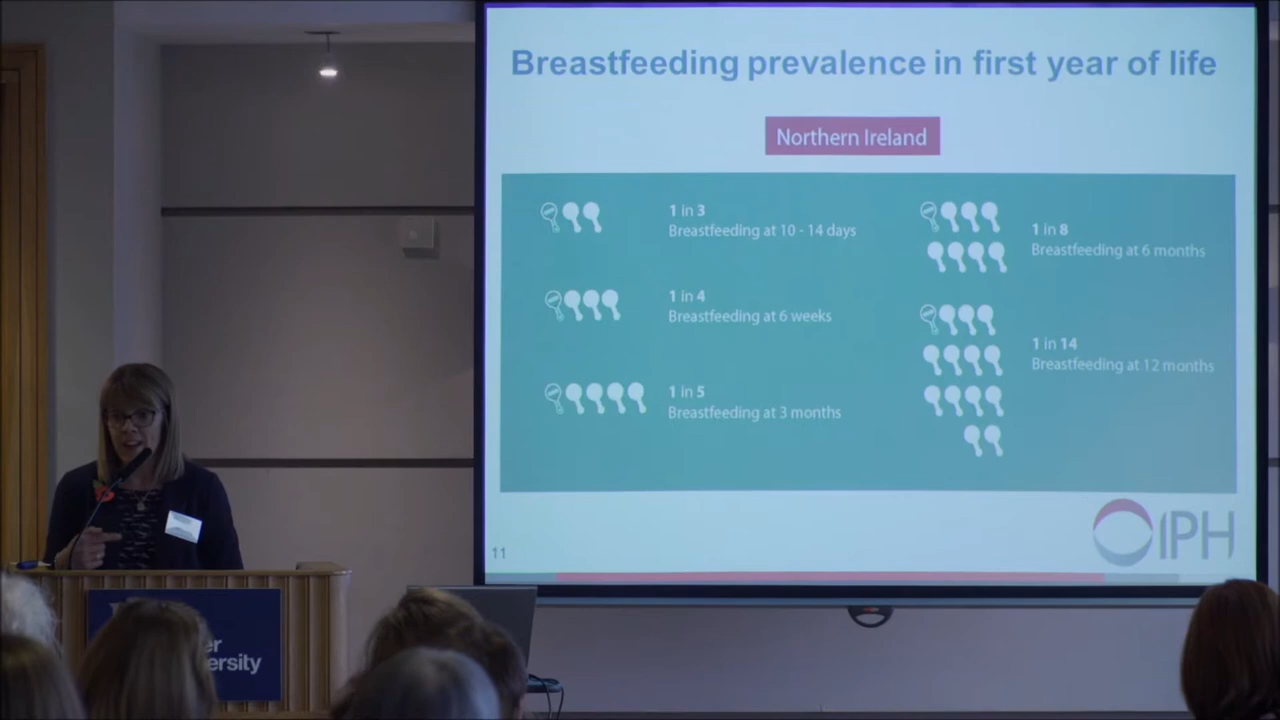 Breastfeeding prevalence in first year of life
Northern Ireland
1 in 3
Breastfeeding at 10 - 14 days
1 in 4
Breastfeeding at 6 weeks
1 in 5
Breastfeeding at 3 months
1 in 8
Breastfeeding at 6 months
1 in 14
Breastfeeding at 12 months
11
IPH
er
ersity